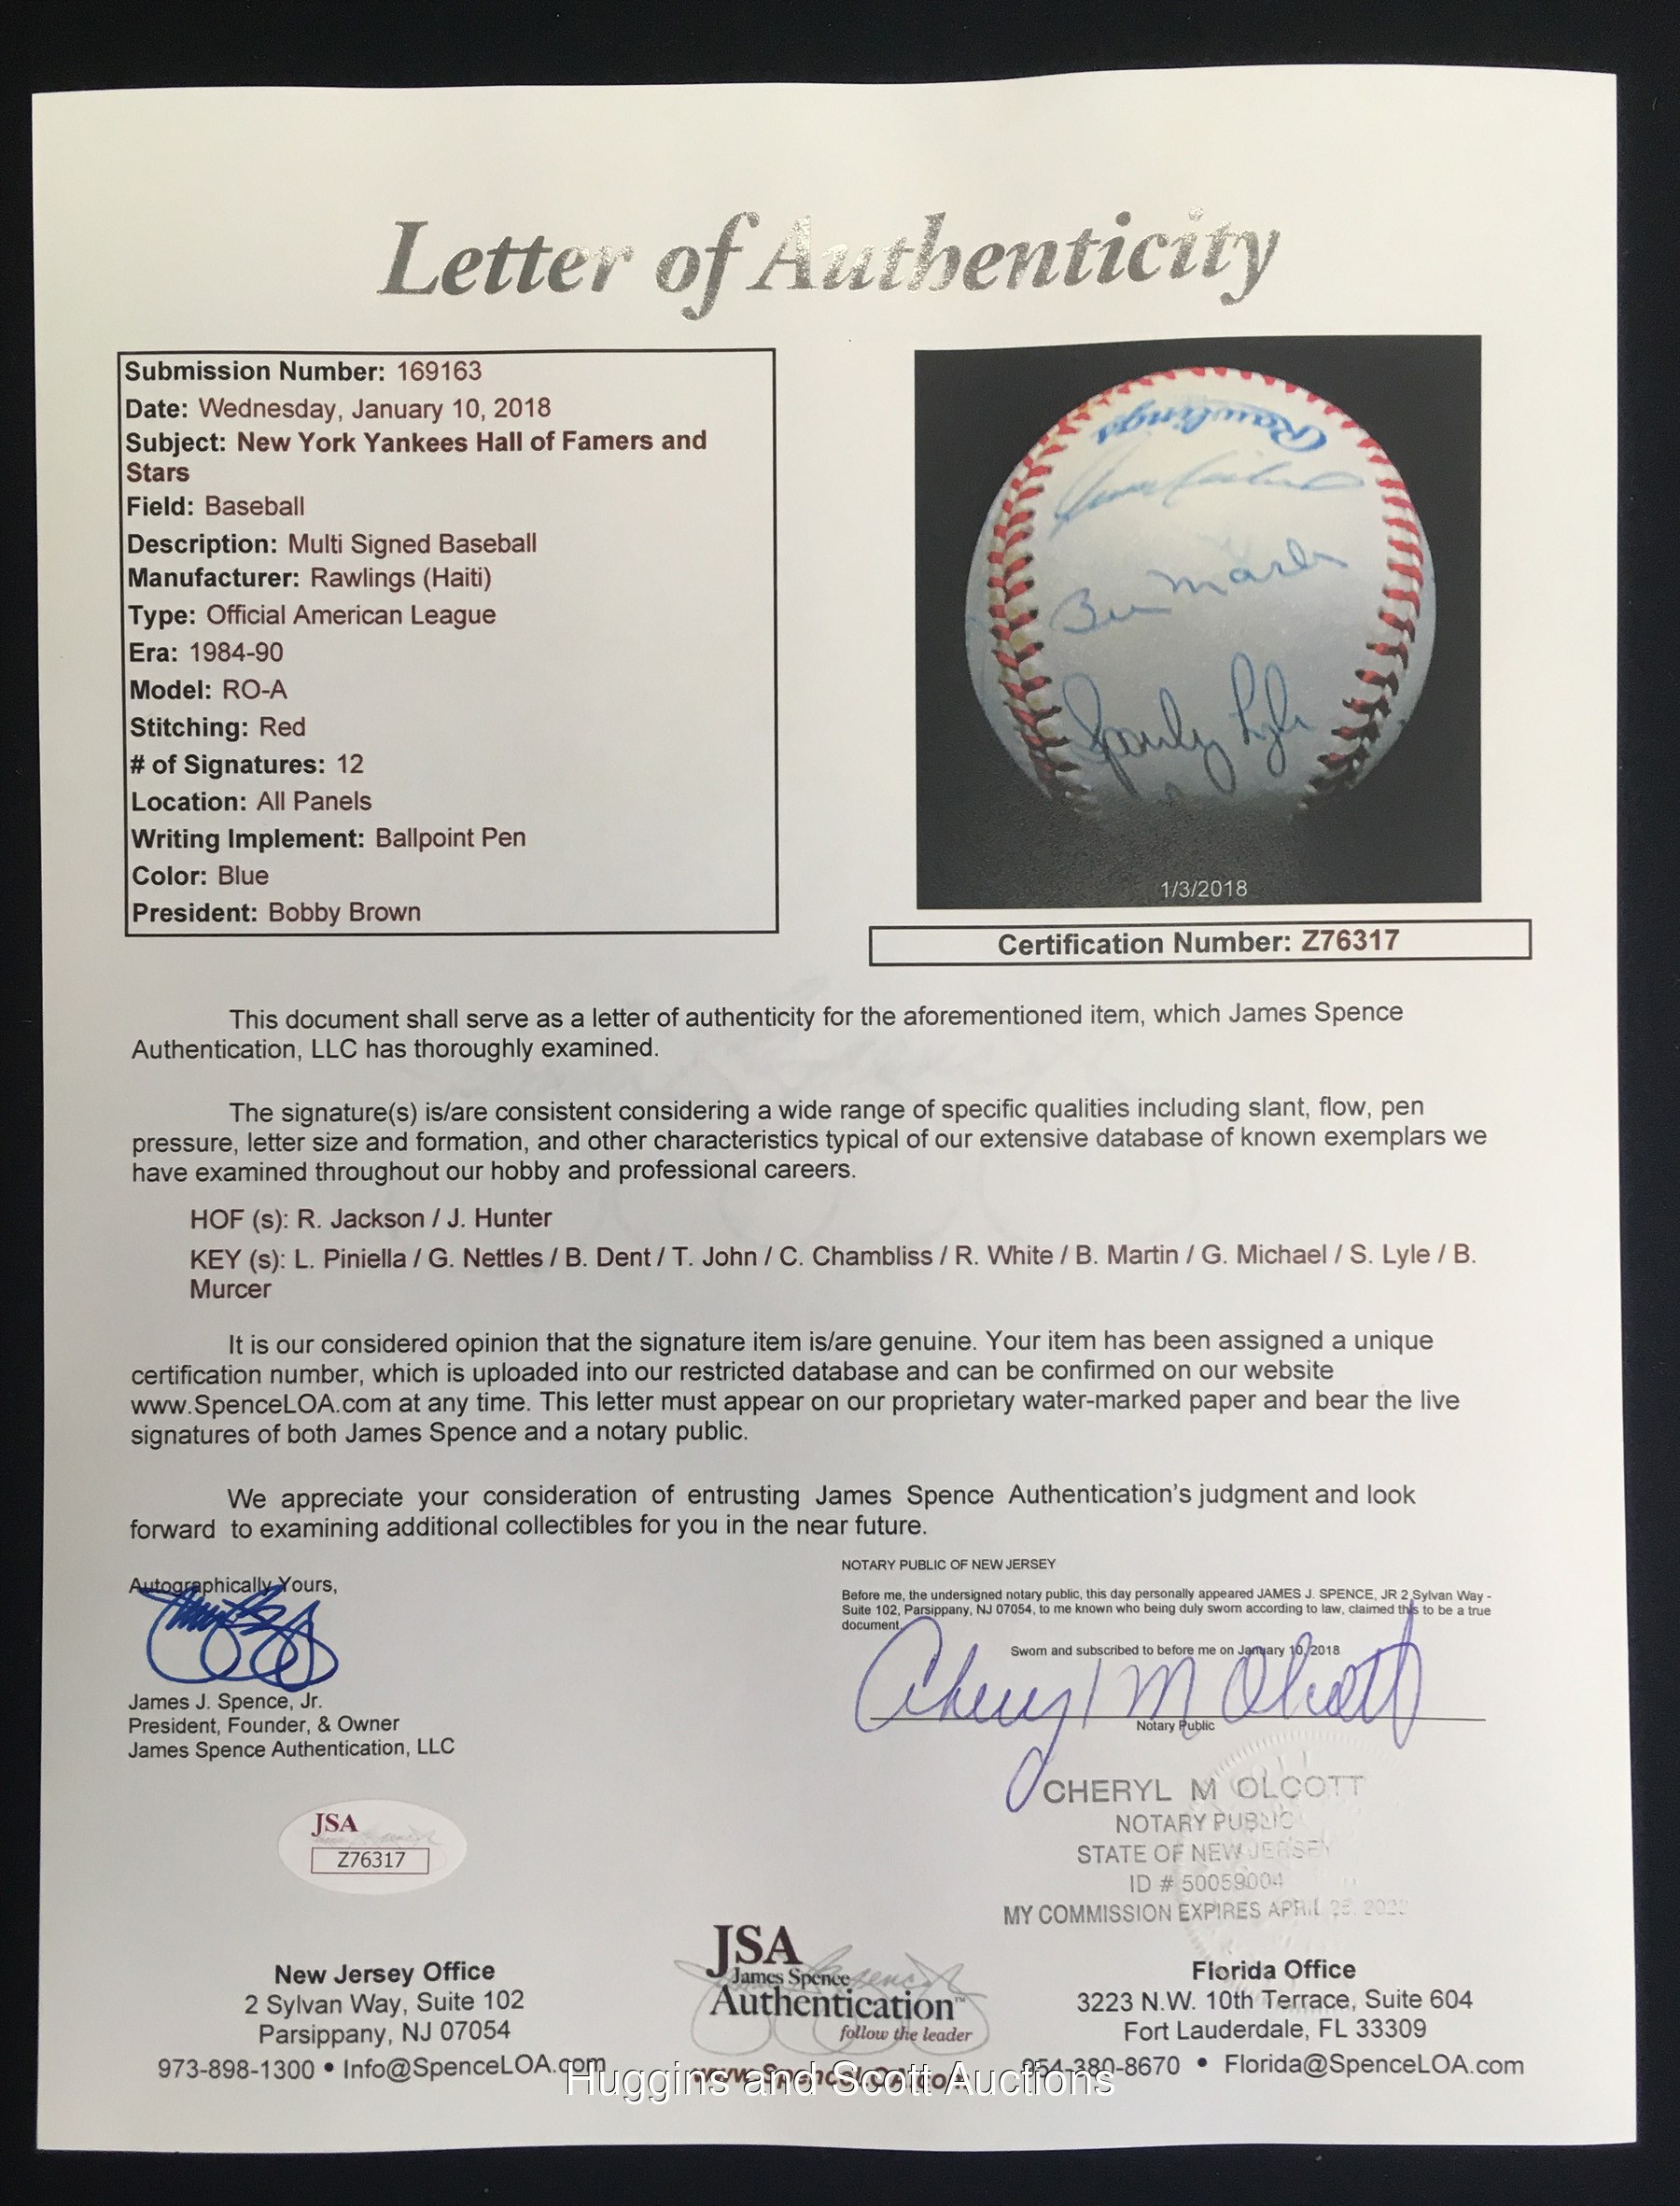 Letter of Authenticity
Submission Number: 169163
Date: Wednesday, January 10, 2018
Subject: New York Yankees Hall of Famers and
Stars
Field: Baseball
Description: Multi Signed Baseball
Manufacturer: Rawlings (Haiti)
Type: Official American League
Era: 1984-90
Model: RO-A
Stitching: Red
# of Signatures: 12
Location: All Panels
Writing Implement: Ballpoint Pen
Color: Blue
President: Bobby Brown
Rawlings
Sparky Lyle
1/3/2018
Certification Number: Z76317
This document shall serve as a letter of authenticity for the aforementioned item, which James Spence
Authentication, LLC has thoroughly examined.
The signature(s) is/are consistent considering a wide range of specific qualities including slant, flow, pen
pressure, letter size and formation, and other characteristics typical of our extensive database of known exemplars we
have examined throughout our hobby and professional careers.
HOF (s): R. Jackson / J. Hunter
KEY (s): L. Piniella / G. Nettles / B. Dent / T. John / C. Chambliss / R. White / B. Martin / G. Michael / S. Lyle / B.
Murcer
It is our considered opinion that the signature item is/are genuine. Your item has been assigned a unique
certification number, which is uploaded into our restricted database and can be confirmed on our website
www.SpenceLOA.com at any time. This letter must appear on our proprietary water-marked paper and bear the live
signatures of both James Spence and a notary public.
We appreciate your consideration of entrusting James Spence Authentication's judgment and look
forward to examining additional collectibles for you in the near future.
Autographically Yours,
James J. Spence, Jr.
President, Founder, & Owner
James Spence Authentication, LLC
NOTARY PUBLIC OF NEW JERSEY
Before me, the undersigned notary public, this day personally appeared JAMES J. SPENCE, JR 2 Sylvan Way -
Suite 102, Parsippany, NJ 07054, to me known who being duly sworn according to law, claimed this to be a true
document.
Sworn and subscribed to before me on January 10, 2018
Cheryl M Olcott
Notary Public
CHERYL M OLCOTT
NOTARY PUBLIC
STATE OF NEW JERSEY
ID # 50059004
MY COMMISSION EXPIRES APRIL 25,
JSA
Z76317
New Jersey Office
2 Sylvan Way, Suite 102
Parsippany, NJ 07054
973-898-1300 • Info@SpenceLOA.com
JSA
James Spence
Authentication™
follow the leader
www.SpenceLOA.com
Florida Office
3223 N.W. 10th Terrace, Suite 604
Fort Lauderdale, FL 33309
954-380-8670 • Florida@SpenceLOA.com
Huggins and Scott Auctions